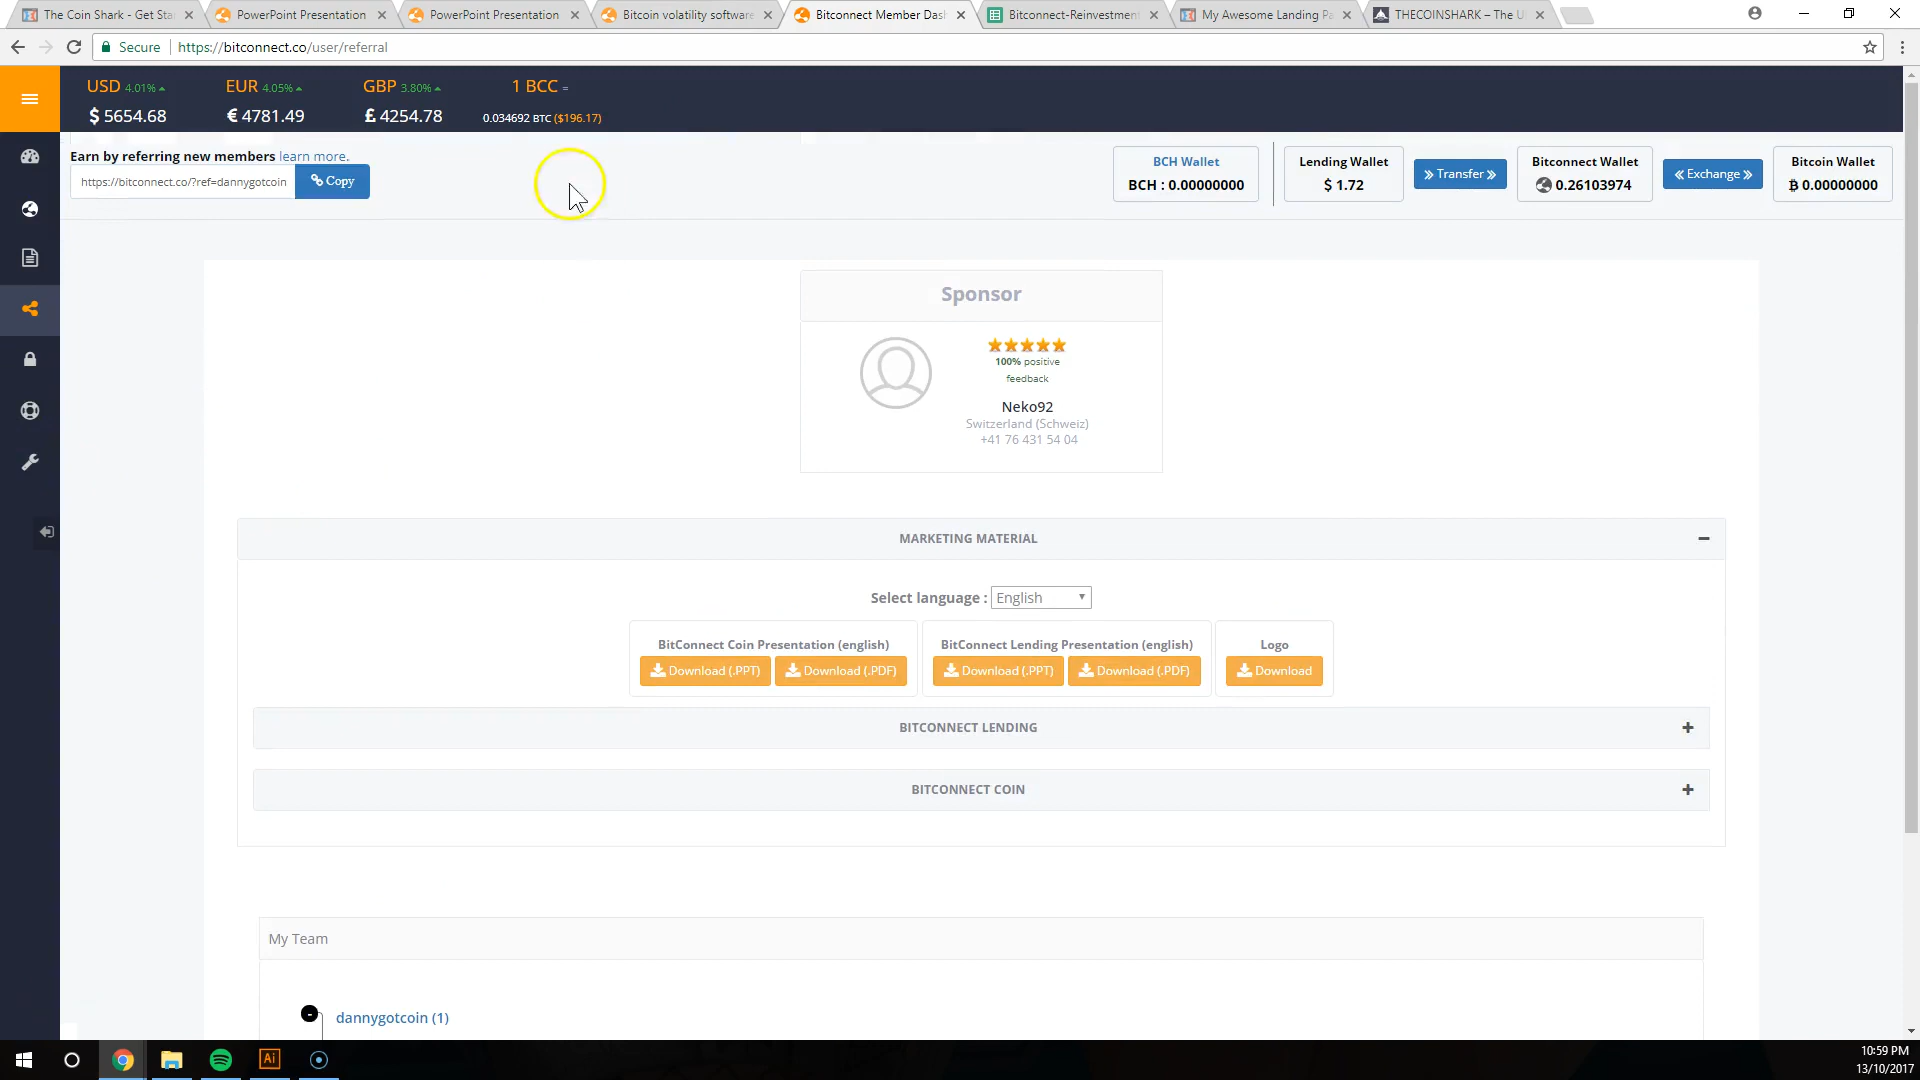 The Coin Shark - Get Sta
PowerPoint Presentation
PowerPoint Presentation
Bitcoin volatility software
Bitconnect Member Das
Bitconnect-Reinvestment
My Awesome Landing Pa
THECOINSHARK – The U
Secure
https://bitconnect.co/user/referral
USD 4.01%
EUR 4.05%
GBP 3.80%
1 BCC =
$ 5654.68
€ 4781.49
£ 4254.78
0.034692 BTC ($196.17)
Earn by referring new members learn more.
https://bitconnect.co/?ref=dannygotcoin
Copy
BCH Wallet
BCH : 0.00000000
Lending Wallet
$ 1.72
Transfer
Bitconnect Wallet
0.26103974
Exchange
Bitcoin Wallet
₿ 0.00000000
Sponsor
100% positive
feedback
Neko92
Switzerland (Schweiz)
+41 76 431 54 04
MARKETING MATERIAL
Select language : English
BitConnect Coin Presentation (english)
Download (.PPT)
Download (.PDF)
BitConnect Lending Presentation (english)
Download (.PPT)
Download (.PDF)
Logo
Download
BITCONNECT LENDING
BITCONNECT COIN
My Team
dannygotcoin (1)
Ai
10:59 PM
13/10/2017